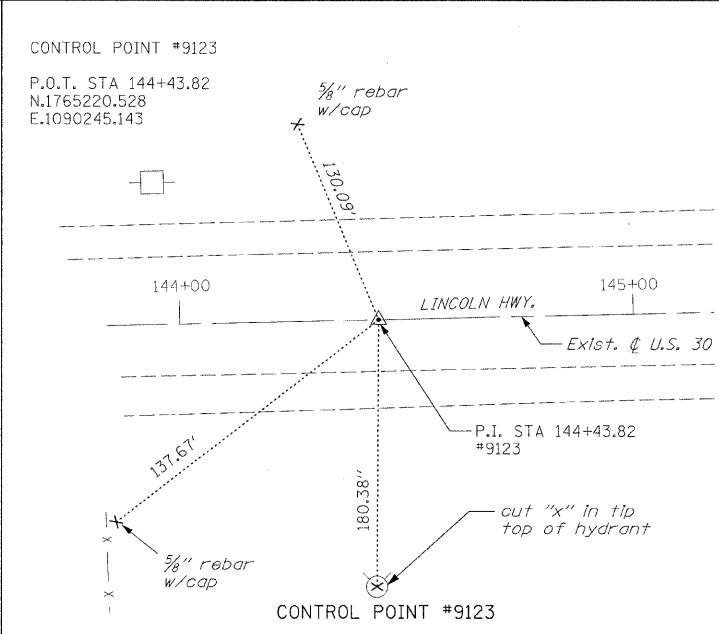 CONTROL POINT #9123
P.O.T. STA 144+43.82
N.1765220.528
E.1090245.143
5/8" rebar
w/cap
130.09'
144+00
LINCOLN HWY.
145+00
Exist. ℄ U.S. 30
P.I. STA 144+43.82
#9123
137.67'
180.38"
cut "x" in tip
top of hydrant
5/8" rebar
w/cap
CONTROL POINT #9123